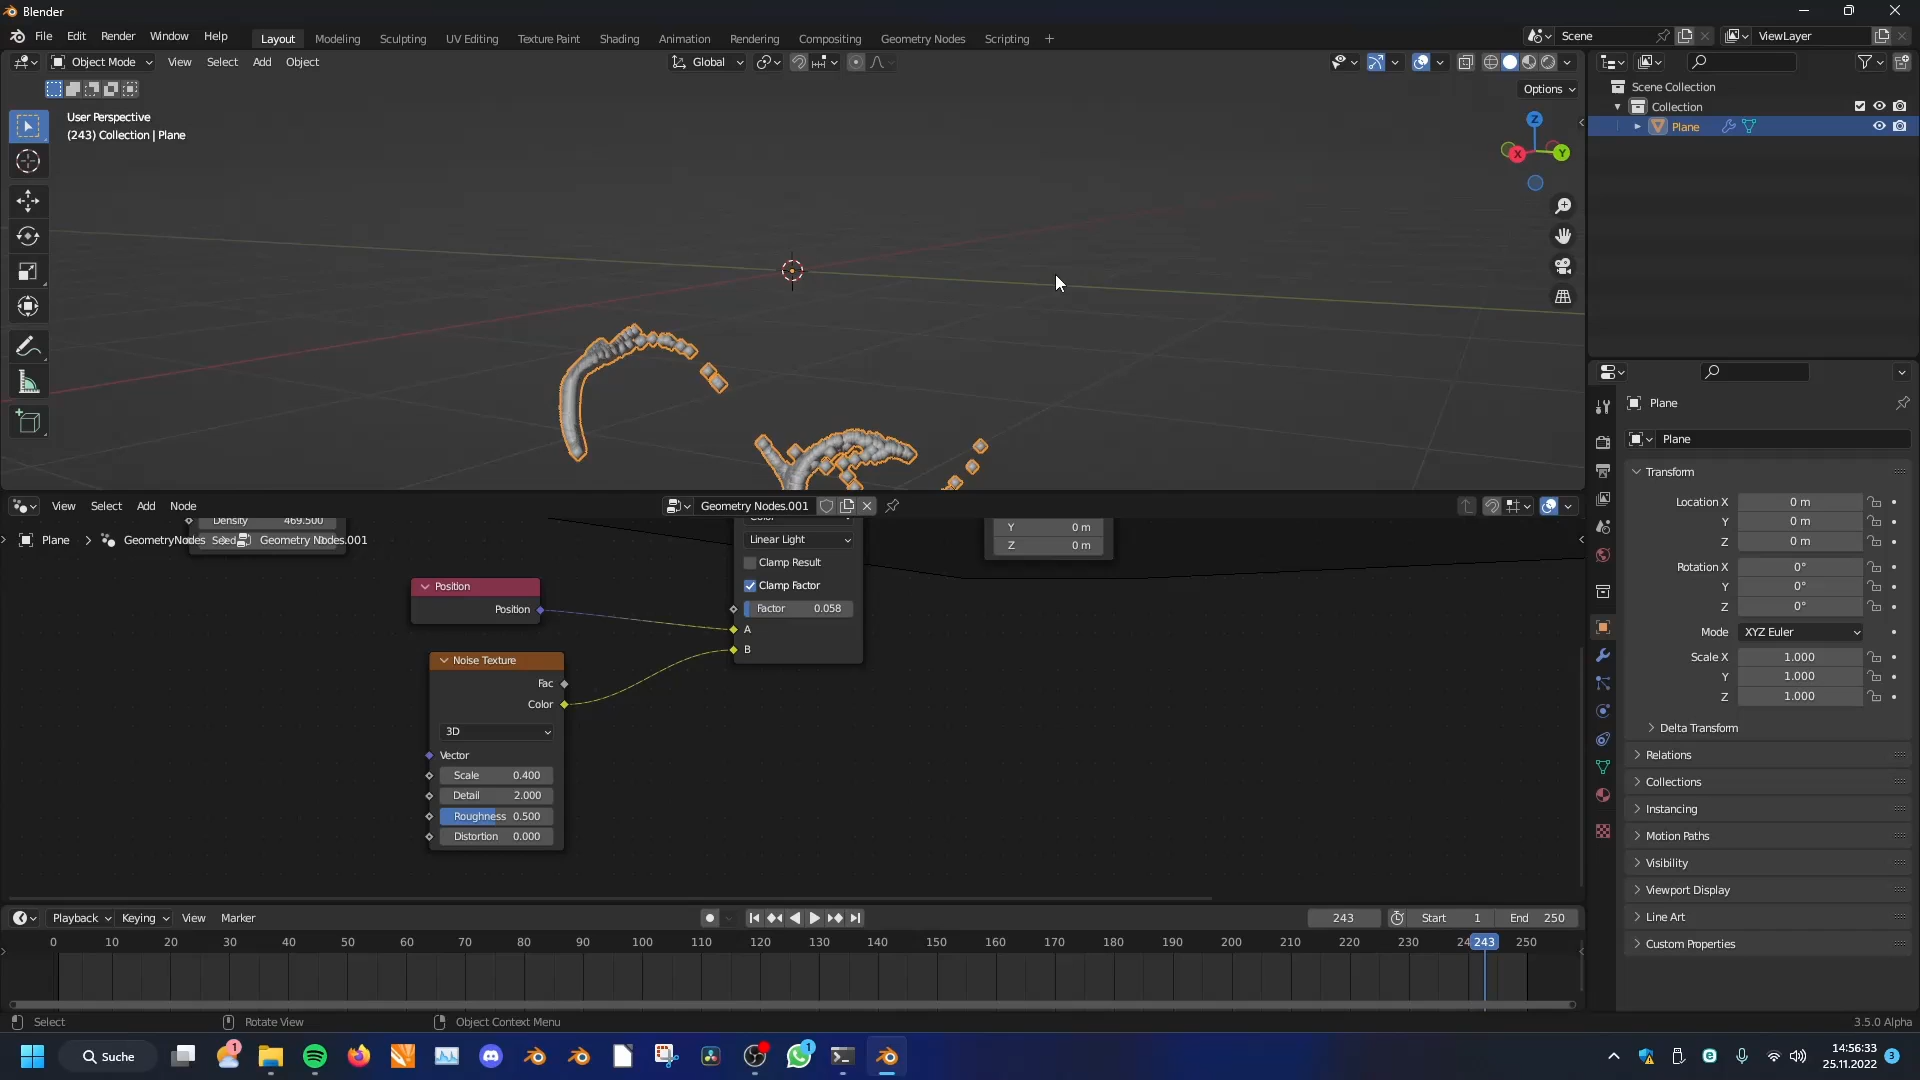 Blender
File Edit Render Window Help
Layout Modeling Sculpting UV Editing Texture Paint Shading Animation Rendering Compositing Geometry Nodes Scripting +
Scene
ViewLayer
Object Mode View Select Add Object
Global
Options
User Perspective
(243) Collection | Plane
Z
X
Y
Scene Collection
Collection
Plane
View Select Add Node
Geometry Nodes.001
Density 469.500
Seed 0
Plane > GeometryNodes > Geometry Nodes.001
Linear Light
Clamp Result
Clamp Factor
Factor 0.058
A
B
Y 0 m
Z 0 m
Position
Position
Noise Texture
Fac
Color
3D
Vector
Scale 0.400
Detail 2.000
Roughness 0.500
Distortion 0.000
Plane
Plane
Transform
Location X 0 m
Y 0 m
Z 0 m
Rotation X 0°
Y 0°
Z 0°
Mode XYZ Euler
Scale X 1.000
Y 1.000
Z 1.000
Delta Transform
Relations
Collections
Instancing
Motion Paths
Visibility
Viewport Display
Line Art
Custom Properties
Playback Keying View Marker
243 Start 1 End 250
0 10 20 30 40 50 60 70 80 90 100 110 120 130 140 150 160 170 180 190 200 210 220 230 24 243 250
Select
Rotate View
Object Context Menu
3.5.0 Alpha
Suche
1
1
14:56:33
25.11.2022
3